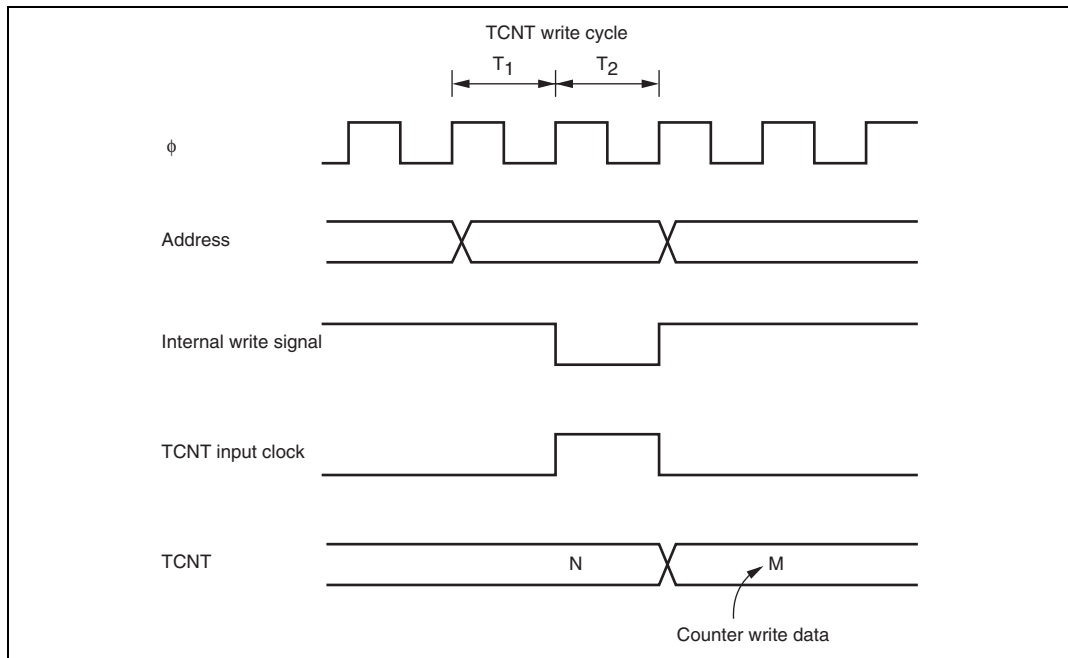 TCNT write cycle
T1 T2
ϕ
Address
Internal write signal
TCNT input clock
TCNT N M
Counter write data